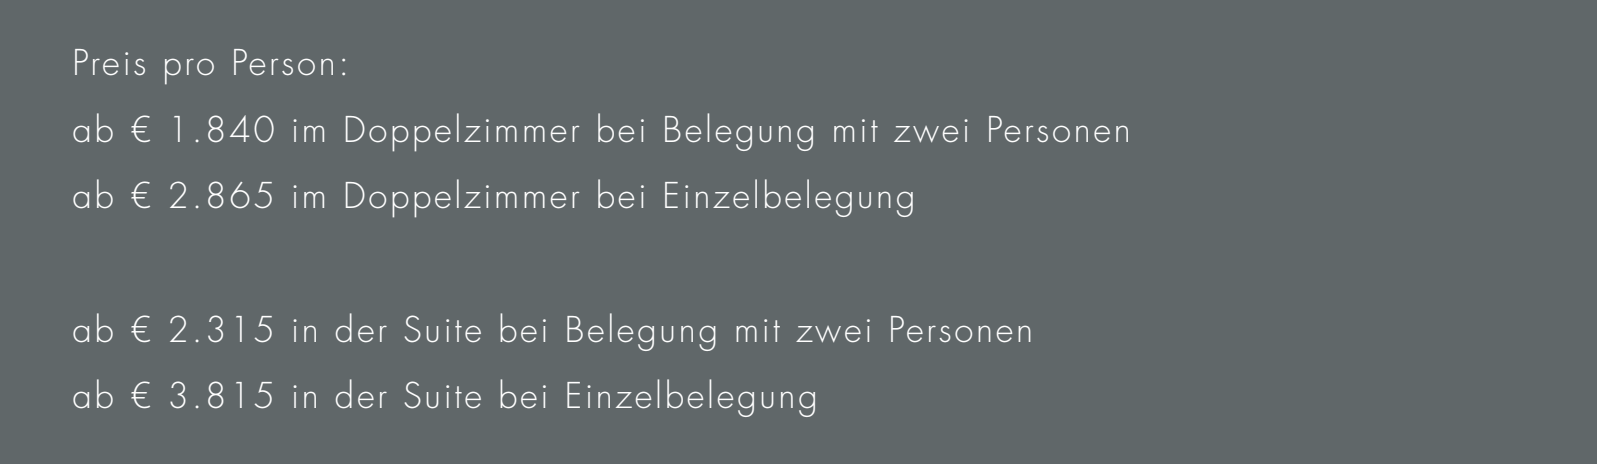 Preis pro Person:
ab € 1.840 im Doppelzimmer bei Belegung mit zwei Personen
ab € 2.865 im Doppelzimmer bei Einzelbelegung
ab € 2.315 in der Suite bei Belegung mit zwei Personen
ab € 3.815 in der Suite bei Einzelbelegung